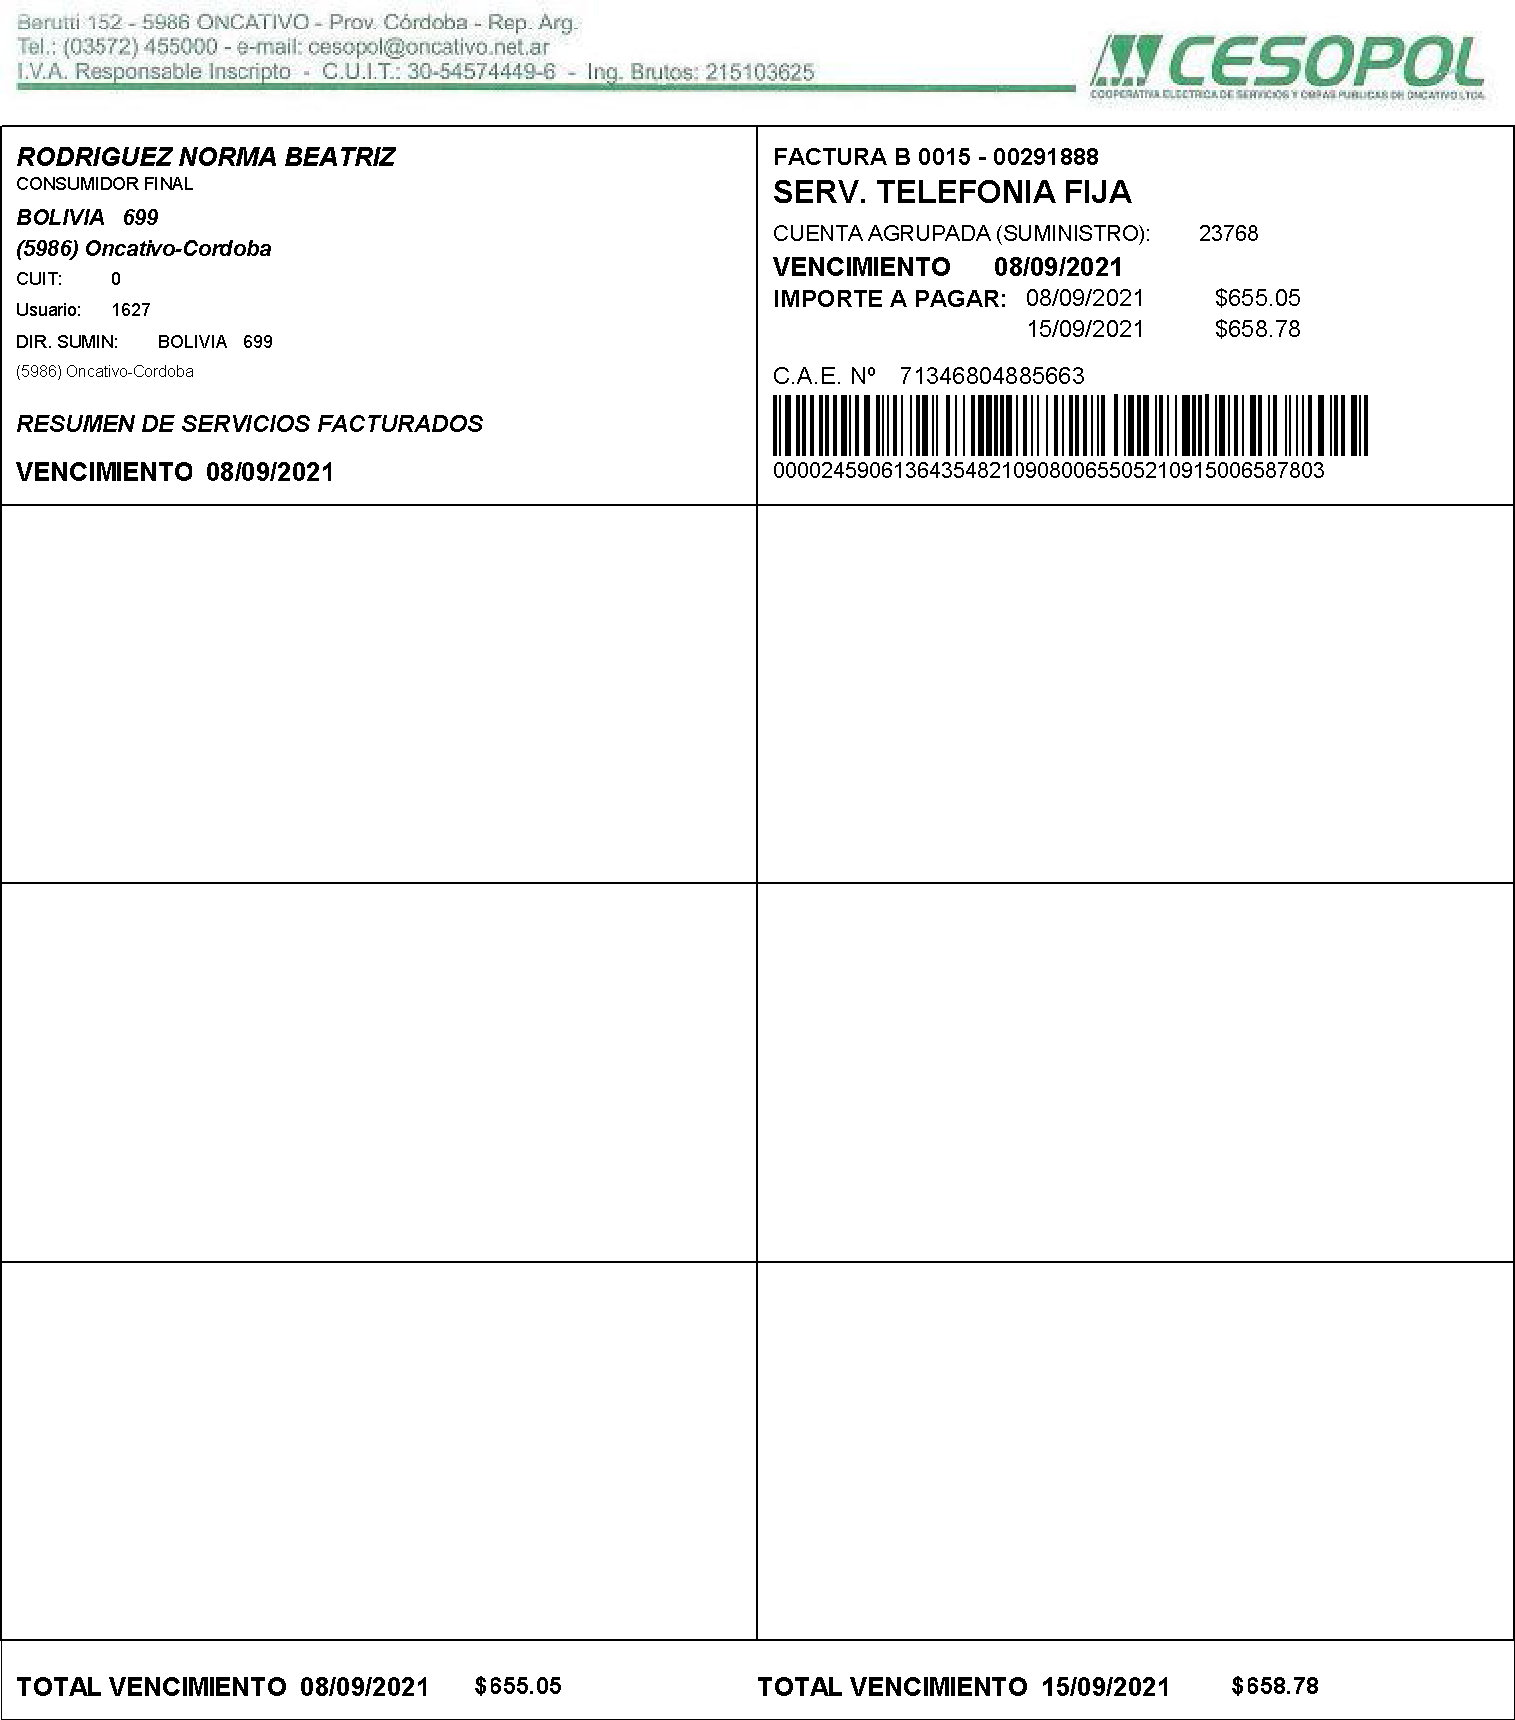 Berutti 152 - 5986 ONCATIVO - Prov. Córdoba - Rep. Arg.
Tel.: (03572) 455000 - e-mail: cesopol@oncativo.net.ar
I.V.A. Responsable Inscripto - C.U.I.T.: 30-54574449-6 - Ing. Brutos: 215103625
CESOPOL
COOPERATIVA ELECTRICA DE SERVICIOS Y OBRAS PUBLICAS DE ONCATIVO LTDA.
RODRIGUEZ NORMA BEATRIZ
CONSUMIDOR FINAL
BOLIVIA 699
(5986) Oncativo-Cordoba
CUIT: 0
Usuario: 1627
DIR. SUMIN: BOLIVIA 699
(5986) Oncativo-Cordoba
RESUMEN DE SERVICIOS FACTURADOS
VENCIMIENTO 08/09/2021
FACTURA B 0015 - 00291888
SERV. TELEFONIA FIJA
CUENTA AGRUPADA (SUMINISTRO): 23768
VENCIMIENTO 08/09/2021
IMPORTE A PAGAR: 08/09/2021 $655.05
15/09/2021 $658.78
C.A.E. Nº 71346804885663
0000245906136435482109080065505210915006587803
TOTAL VENCIMIENTO 08/09/2021 $655.05
TOTAL VENCIMIENTO 15/09/2021 $658.78